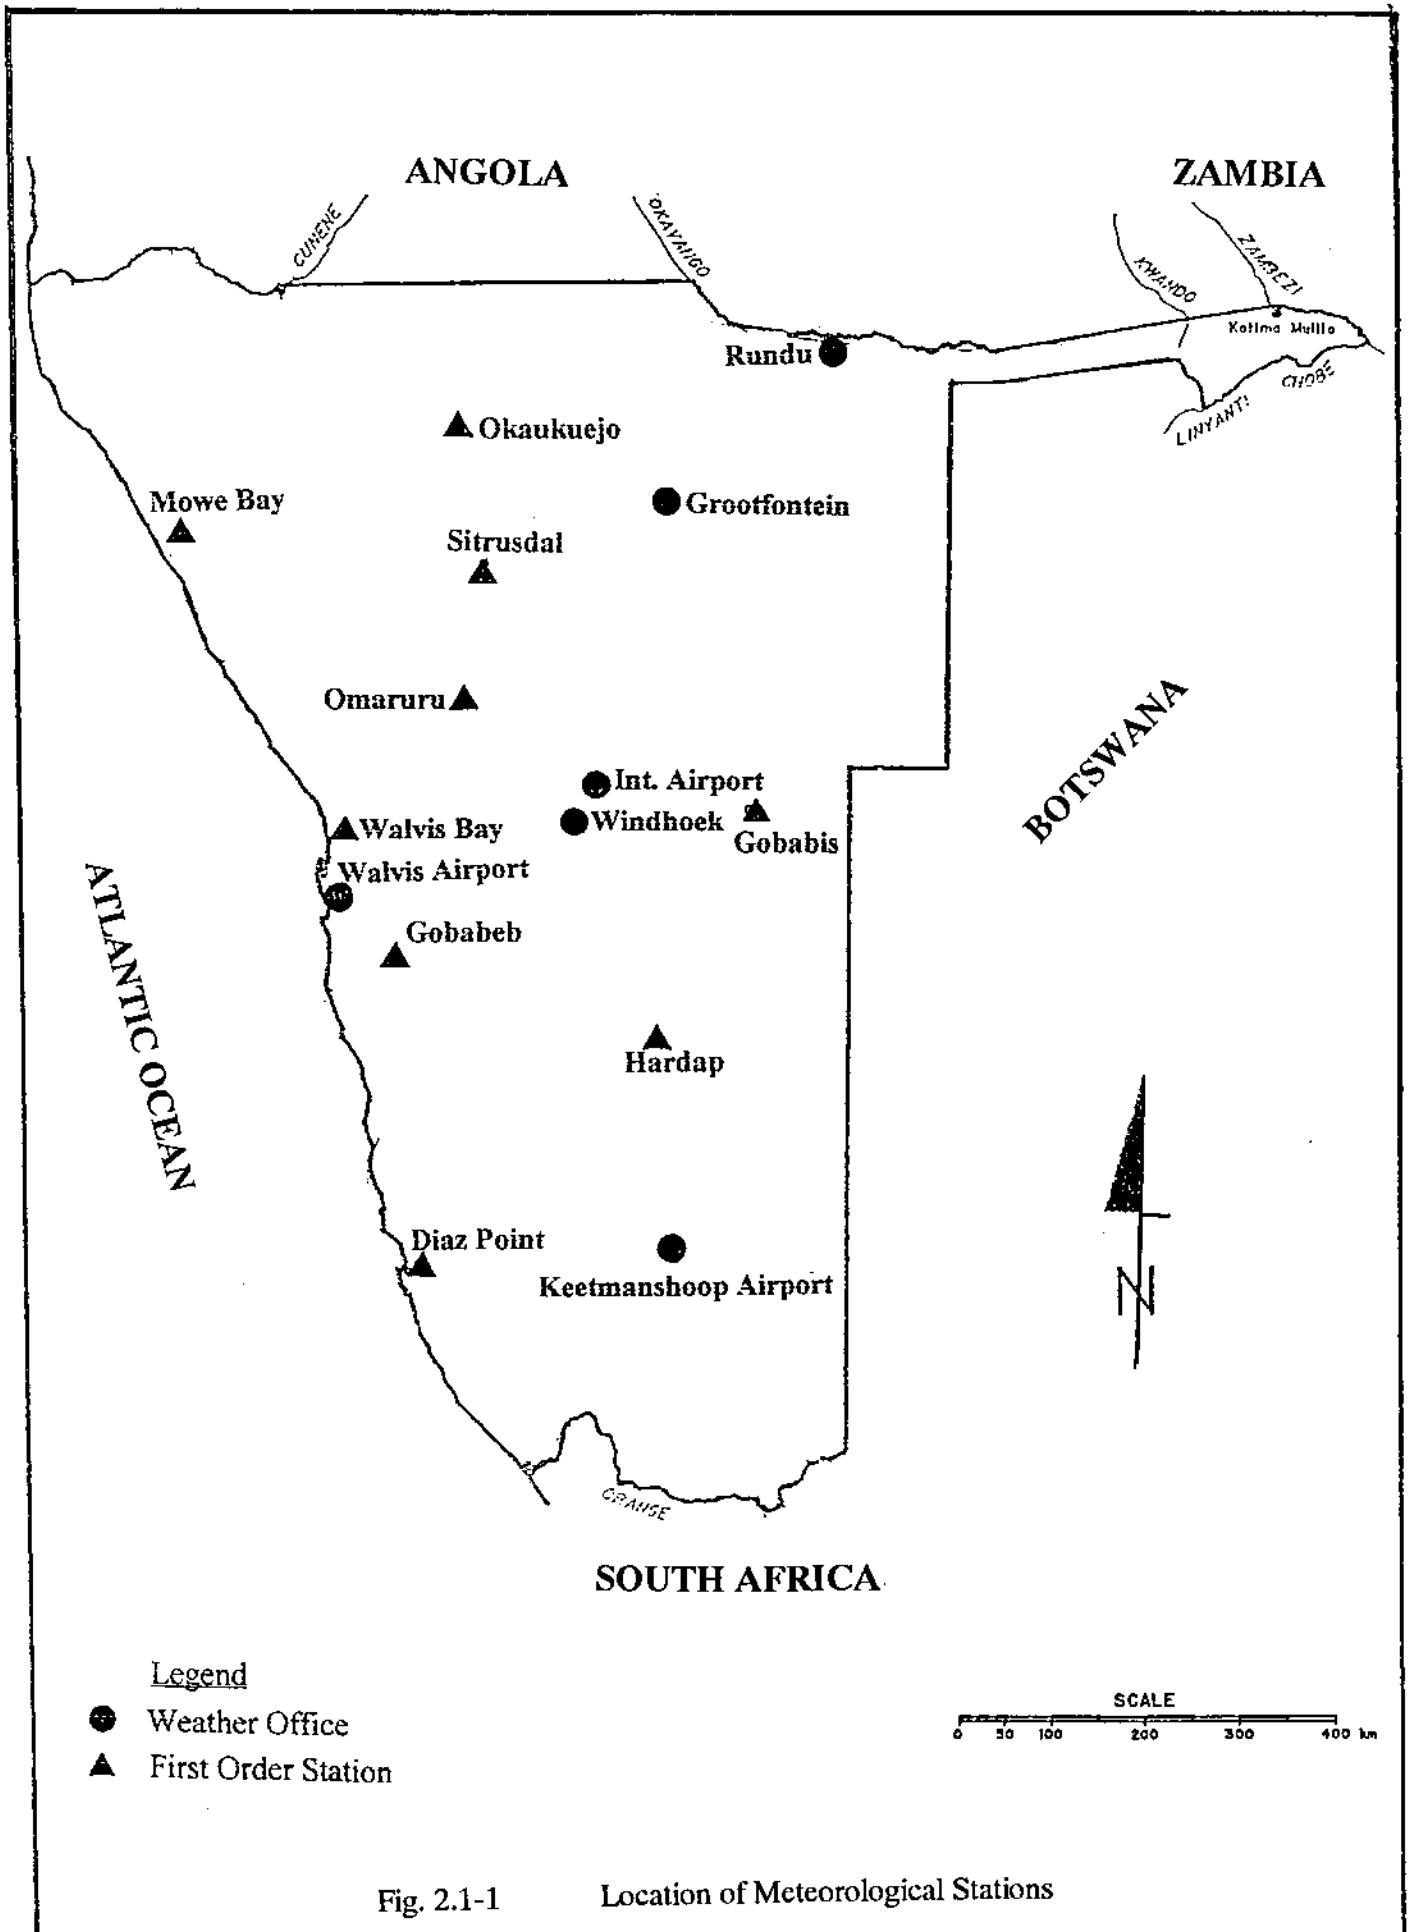 ANGOLA
ZAMBIA
CUNENE
OKAVANGO
KWANDO
ZAMBEZI
Katima Mulilo
Rundu
CHOBE
LINYANTI
Okaukuejo
Mowe Bay
Grootfontein
Sitrusdal
Omaruru
BOTSWANA
Int. Airport
Windhoek
Gobabis
Walvis Bay
Walvis Airport
ATLANTIC OCEAN
Gobabeb
Hardap
Diaz Point
Keetmanshoop Airport
N
ORANGE
SOUTH AFRICA
Legend
Weather Office
First Order Station
SCALE
0 50 100 200 300 400 km
Fig. 2.1-1 Location of Meteorological Stations